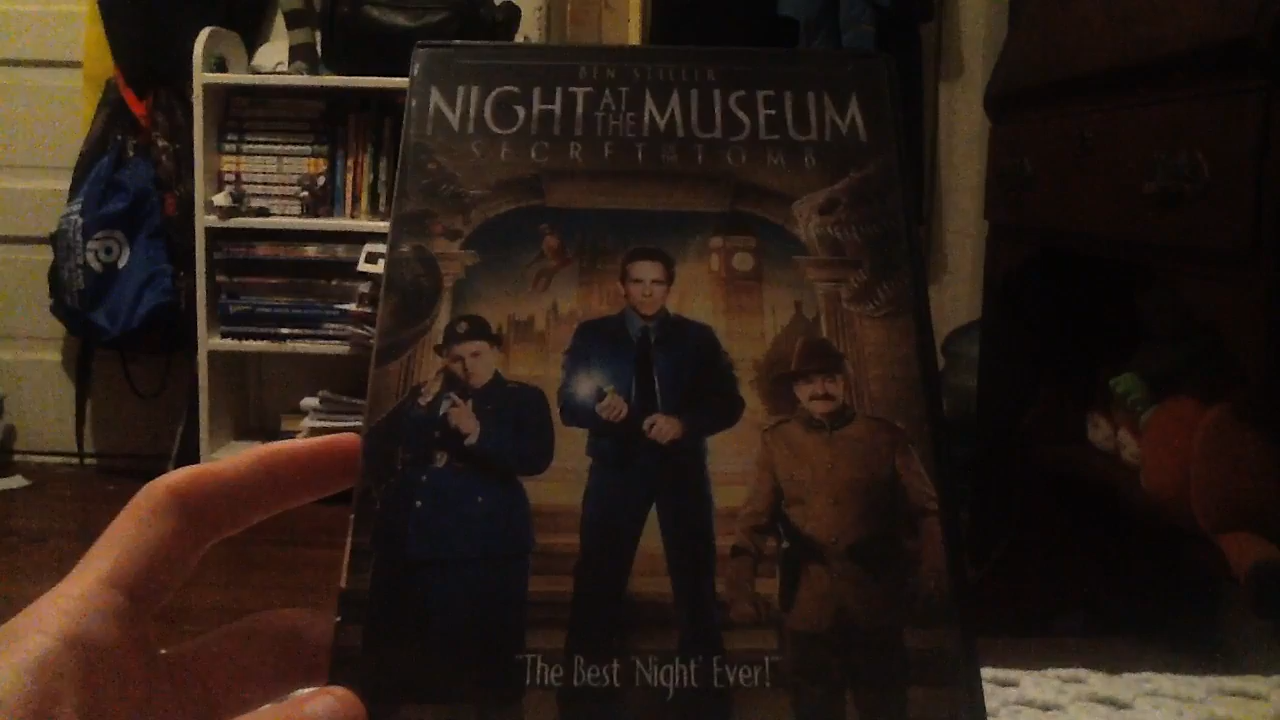 BEN STILLER
NIGHT AT THE MUSEUM
SECRET OF THE TOMB
"The Best 'Night' Ever!"